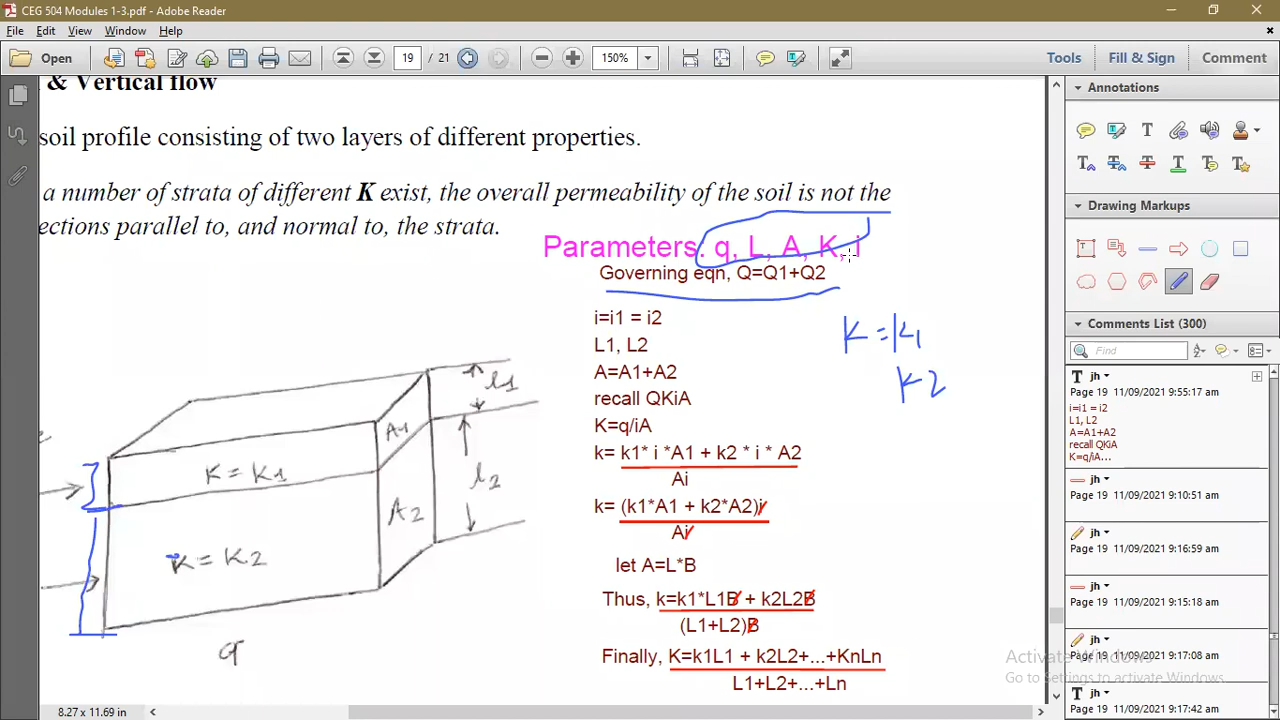 CEG 504 Modules 1-3.pdf - Adobe Reader
File Edit View Window Help
Open 19 / 21 150% Tools Fill & Sign Comment
& Vertical flow
soil profile consisting of two layers of different properties.
a number of strata of different K exist, the overall permeability of the soil is not the
ections parallel to, and normal to, the strata.
Parameters: q, L, A, K, i
Governing eqn, Q=Q1+Q2
i=i1 = i2
L1, L2
A=A1+A2
recall QKiA
K=q/iA
k= k1* i *A1 + k2 * i * A2
Ai
k= (k1*A1 + k2*A2)i
Ai
let A=L*B
Thus, k=k1*L1B + k2L2B
(L1+L2)B
Finally, K=k1L1 + k2L2+...+KnLn
L1+L2+...+Ln
K = K1
K2
l1
A1
K = K1
l2
A2
K = K2
q
Annotations
Drawing Markups
Comments List (300)
Find
jh 11/09/2021 9:55:17
Page 19
i=i1 = i2
L1, L2
A=A1+A2
recall QKiA
K=q/iA...
jh
Page 19 11/09/2021 9:10:51
jh
Page 19 11/09/2021 9:16:59
jh
Page 19 11/09/2021 9:15:18
jh
Page 19 11/09/2021 9:17:08
jh
Page 19 11/09/2021 9:17:42
Activate Windows
Go to Settings to activate Windows.
8.27 x 11.69 in